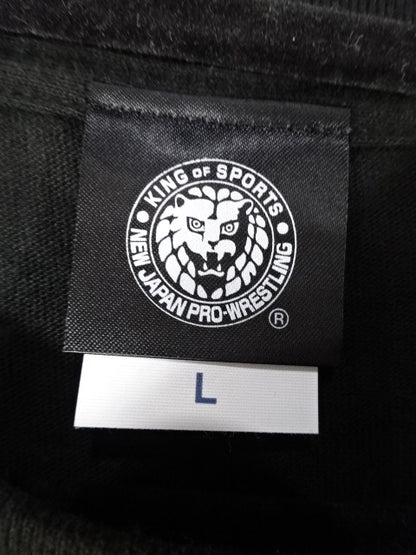 KING OF SPORTS
NEW JAPAN PRO-WRESTLING
®
L